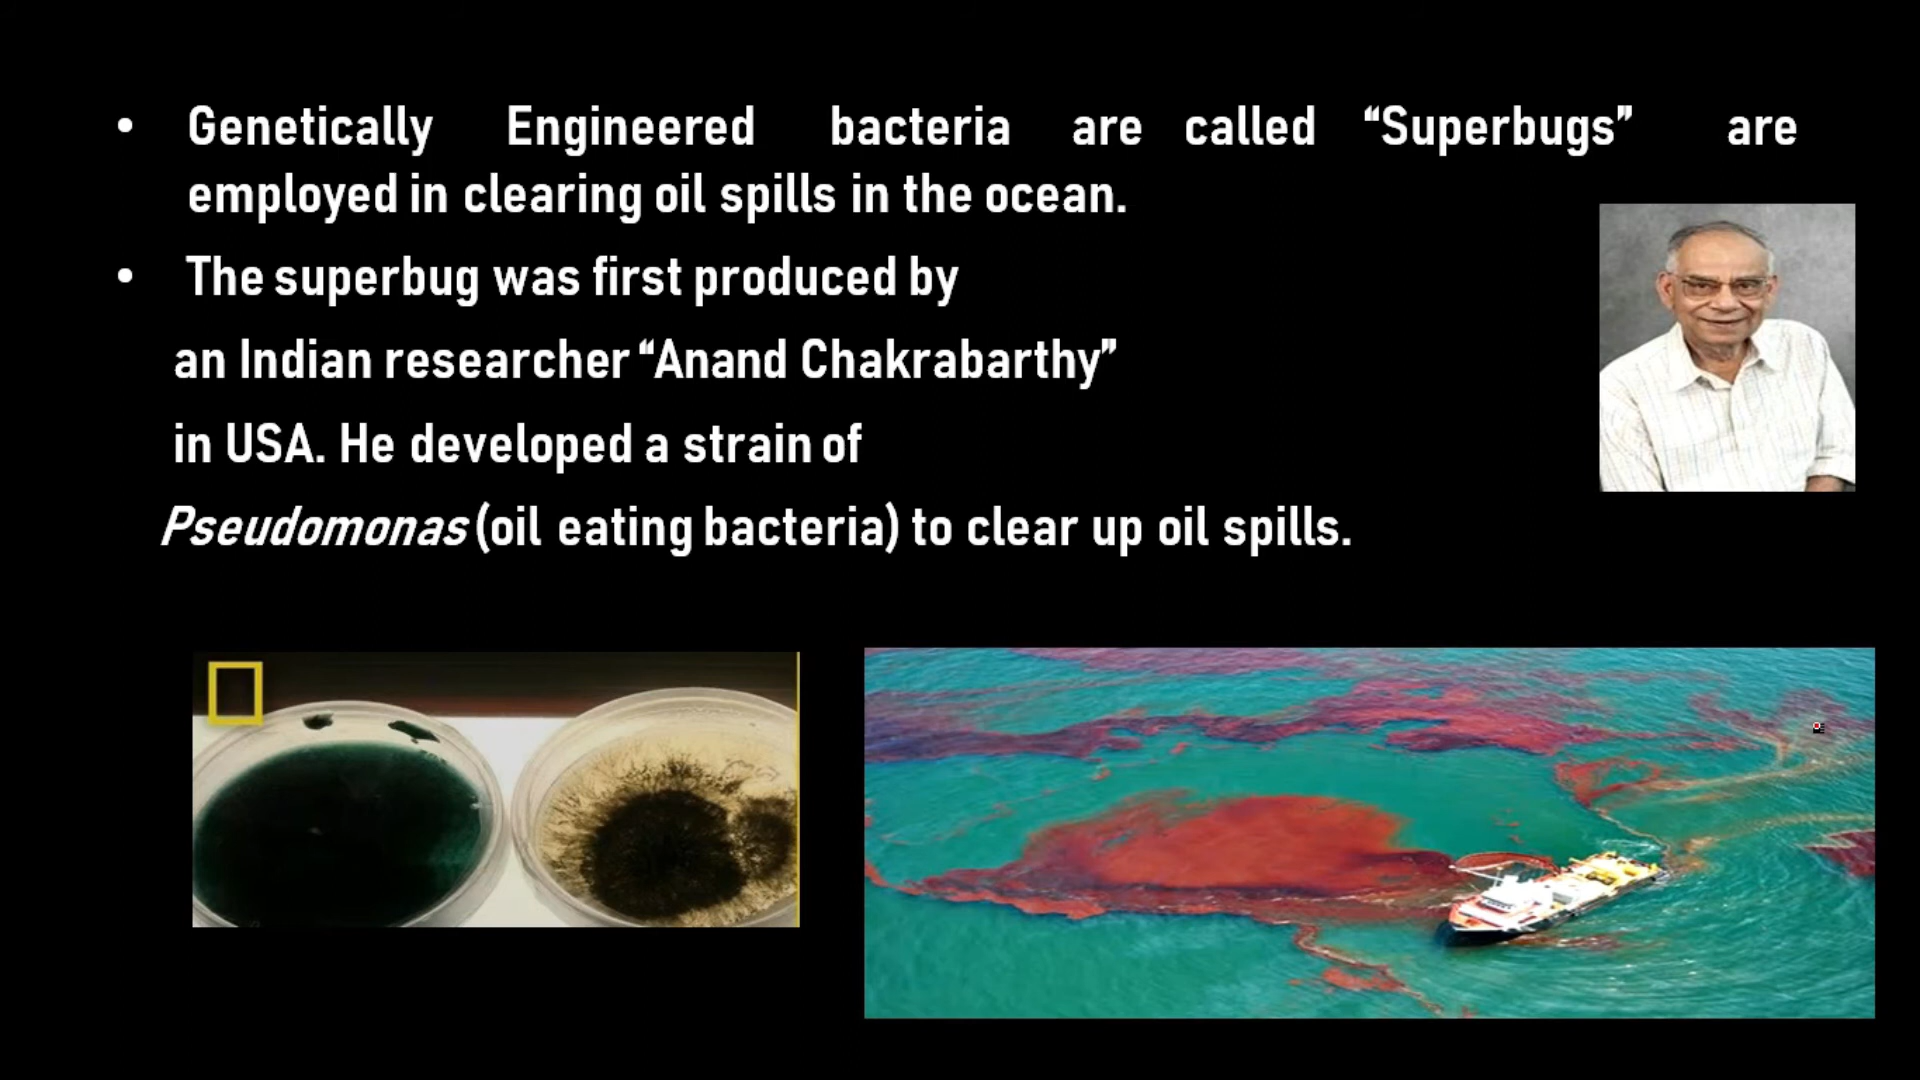 • Genetically Engineered bacteria are called “Superbugs” are
employed in clearing oil spills in the ocean.
• The superbug was first produced by
an Indian researcher “Anand Chakrabarthy”
in USA. He developed a strain of
Pseudomonas (oil eating bacteria) to clear up oil spills.